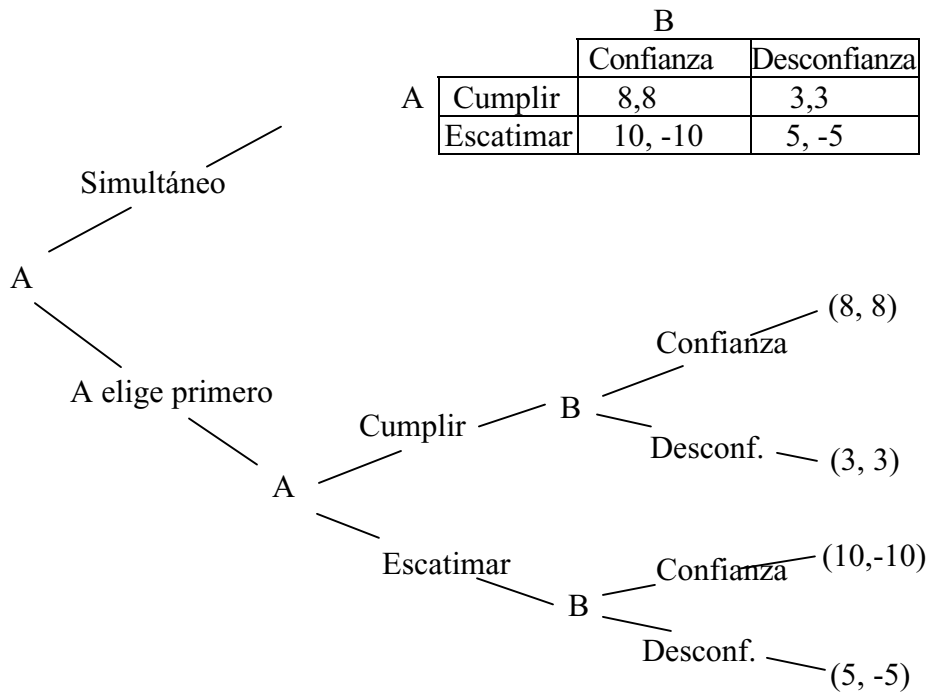 B
Confianza Desconfianza
A Cumplir 8,8 3,3
Escatimar 10, -10 5, -5
Simultáneo
A
A elige primero
A
Cumplir
B
Confianza
(8, 8)
Desconf.
(3, 3)
Escatimar
B
Confianza
(10,-10)
Desconf.
(5, -5)